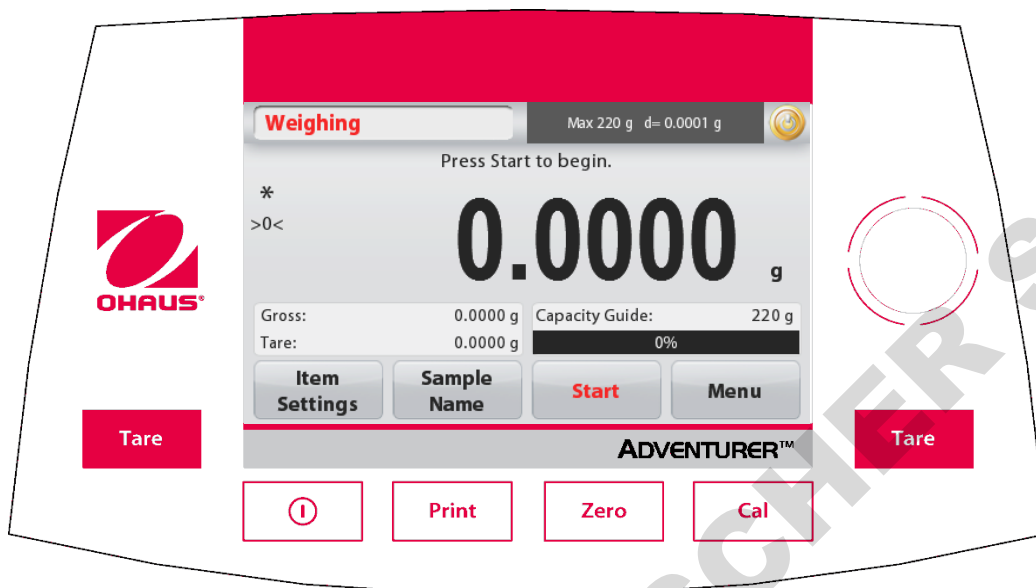 Weighing
Max 220 g d= 0.0001 g
Press Start to begin.
*
>0<
0.0000 g
OHAUS®
Gross: 0.0000 g
Tare: 0.0000 g
Capacity Guide: 220 g
0%
Item
Settings
Sample
Name
Start
Menu
Tare
Tare
ADVENTURER™
Print
Zero
Cal
SCHER S